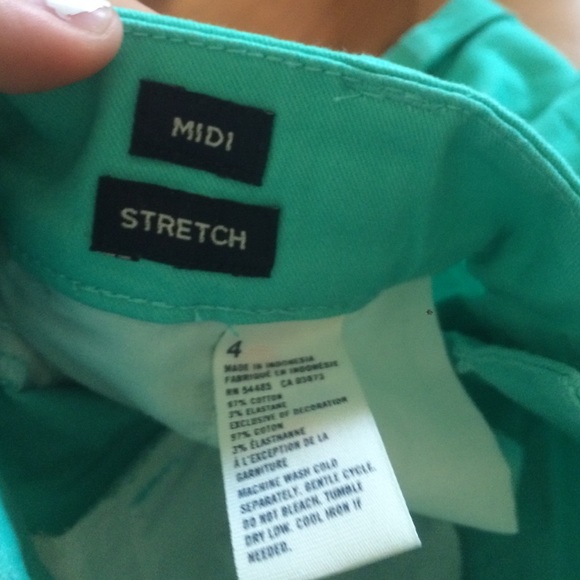 MIDI
STRETCH
4
MADE IN INDONESIA
FABRIQUÉ EN INDONESIE
RN 54485 CA 03673
97% COTTON
3% ELASTANE
EXCLUSIVE OF DECORATION
97% COTON
3% ÉLASTHANNE
À L'EXCEPTION DE LA
GARNITURE
MACHINE WASH COLD
SEPARATELY. GENTLE CYCLE.
DO NOT BLEACH. TUMBLE
DRY LOW. COOL IRON IF
NEEDED.